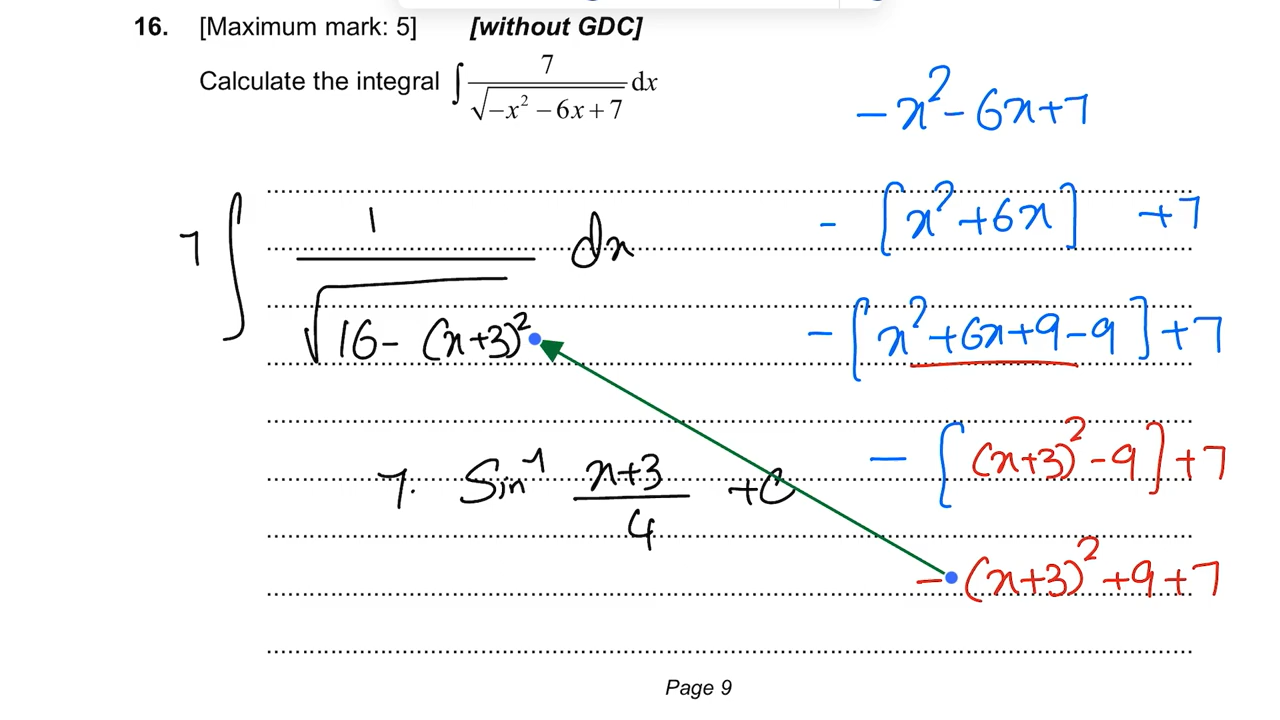 16. [Maximum mark: 5] [without GDC]
Calculate the integral ∫ 7/√(−x² − 6x + 7) dx
−x² − 6x + 7
− [x² + 6x] + 7
− [x² + 6x + 9 − 9] + 7
− [(x+3)² − 9] + 7
− (x+3)² + 9 + 7
7 ∫ 1/√(16 − (x+3)²) dx
7. Sin⁻¹ (x+3)/4 + C
Page 9